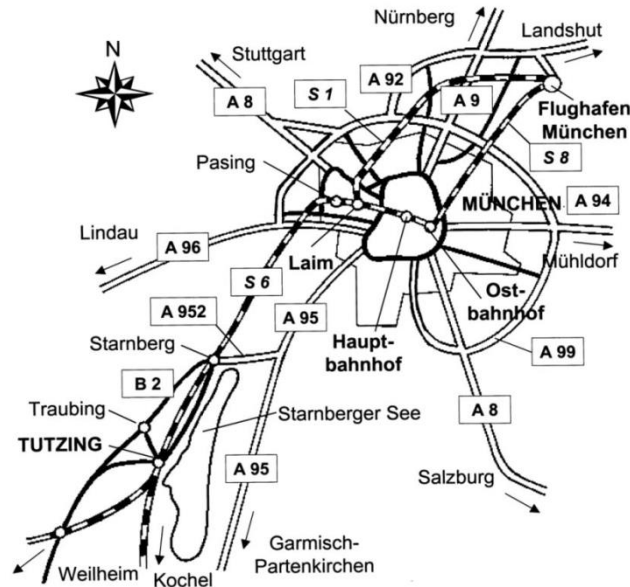 N
Nürnberg
Landshut
Stuttgart
A 92
S 1
A 9
A 8
Flughafen
München
Pasing
S 8
MÜNCHEN
A 94
Lindau
A 96
Laim
Mühldorf
S 6
Ost-
bahnhof
A 952
A 95
Haupt-
bahnhof
Starnberg
A 99
B 2
Traubing
Starnberger See
A 8
TUTZING
A 95
Salzburg
Garmisch-
Partenkirchen
Weilheim
Kochel